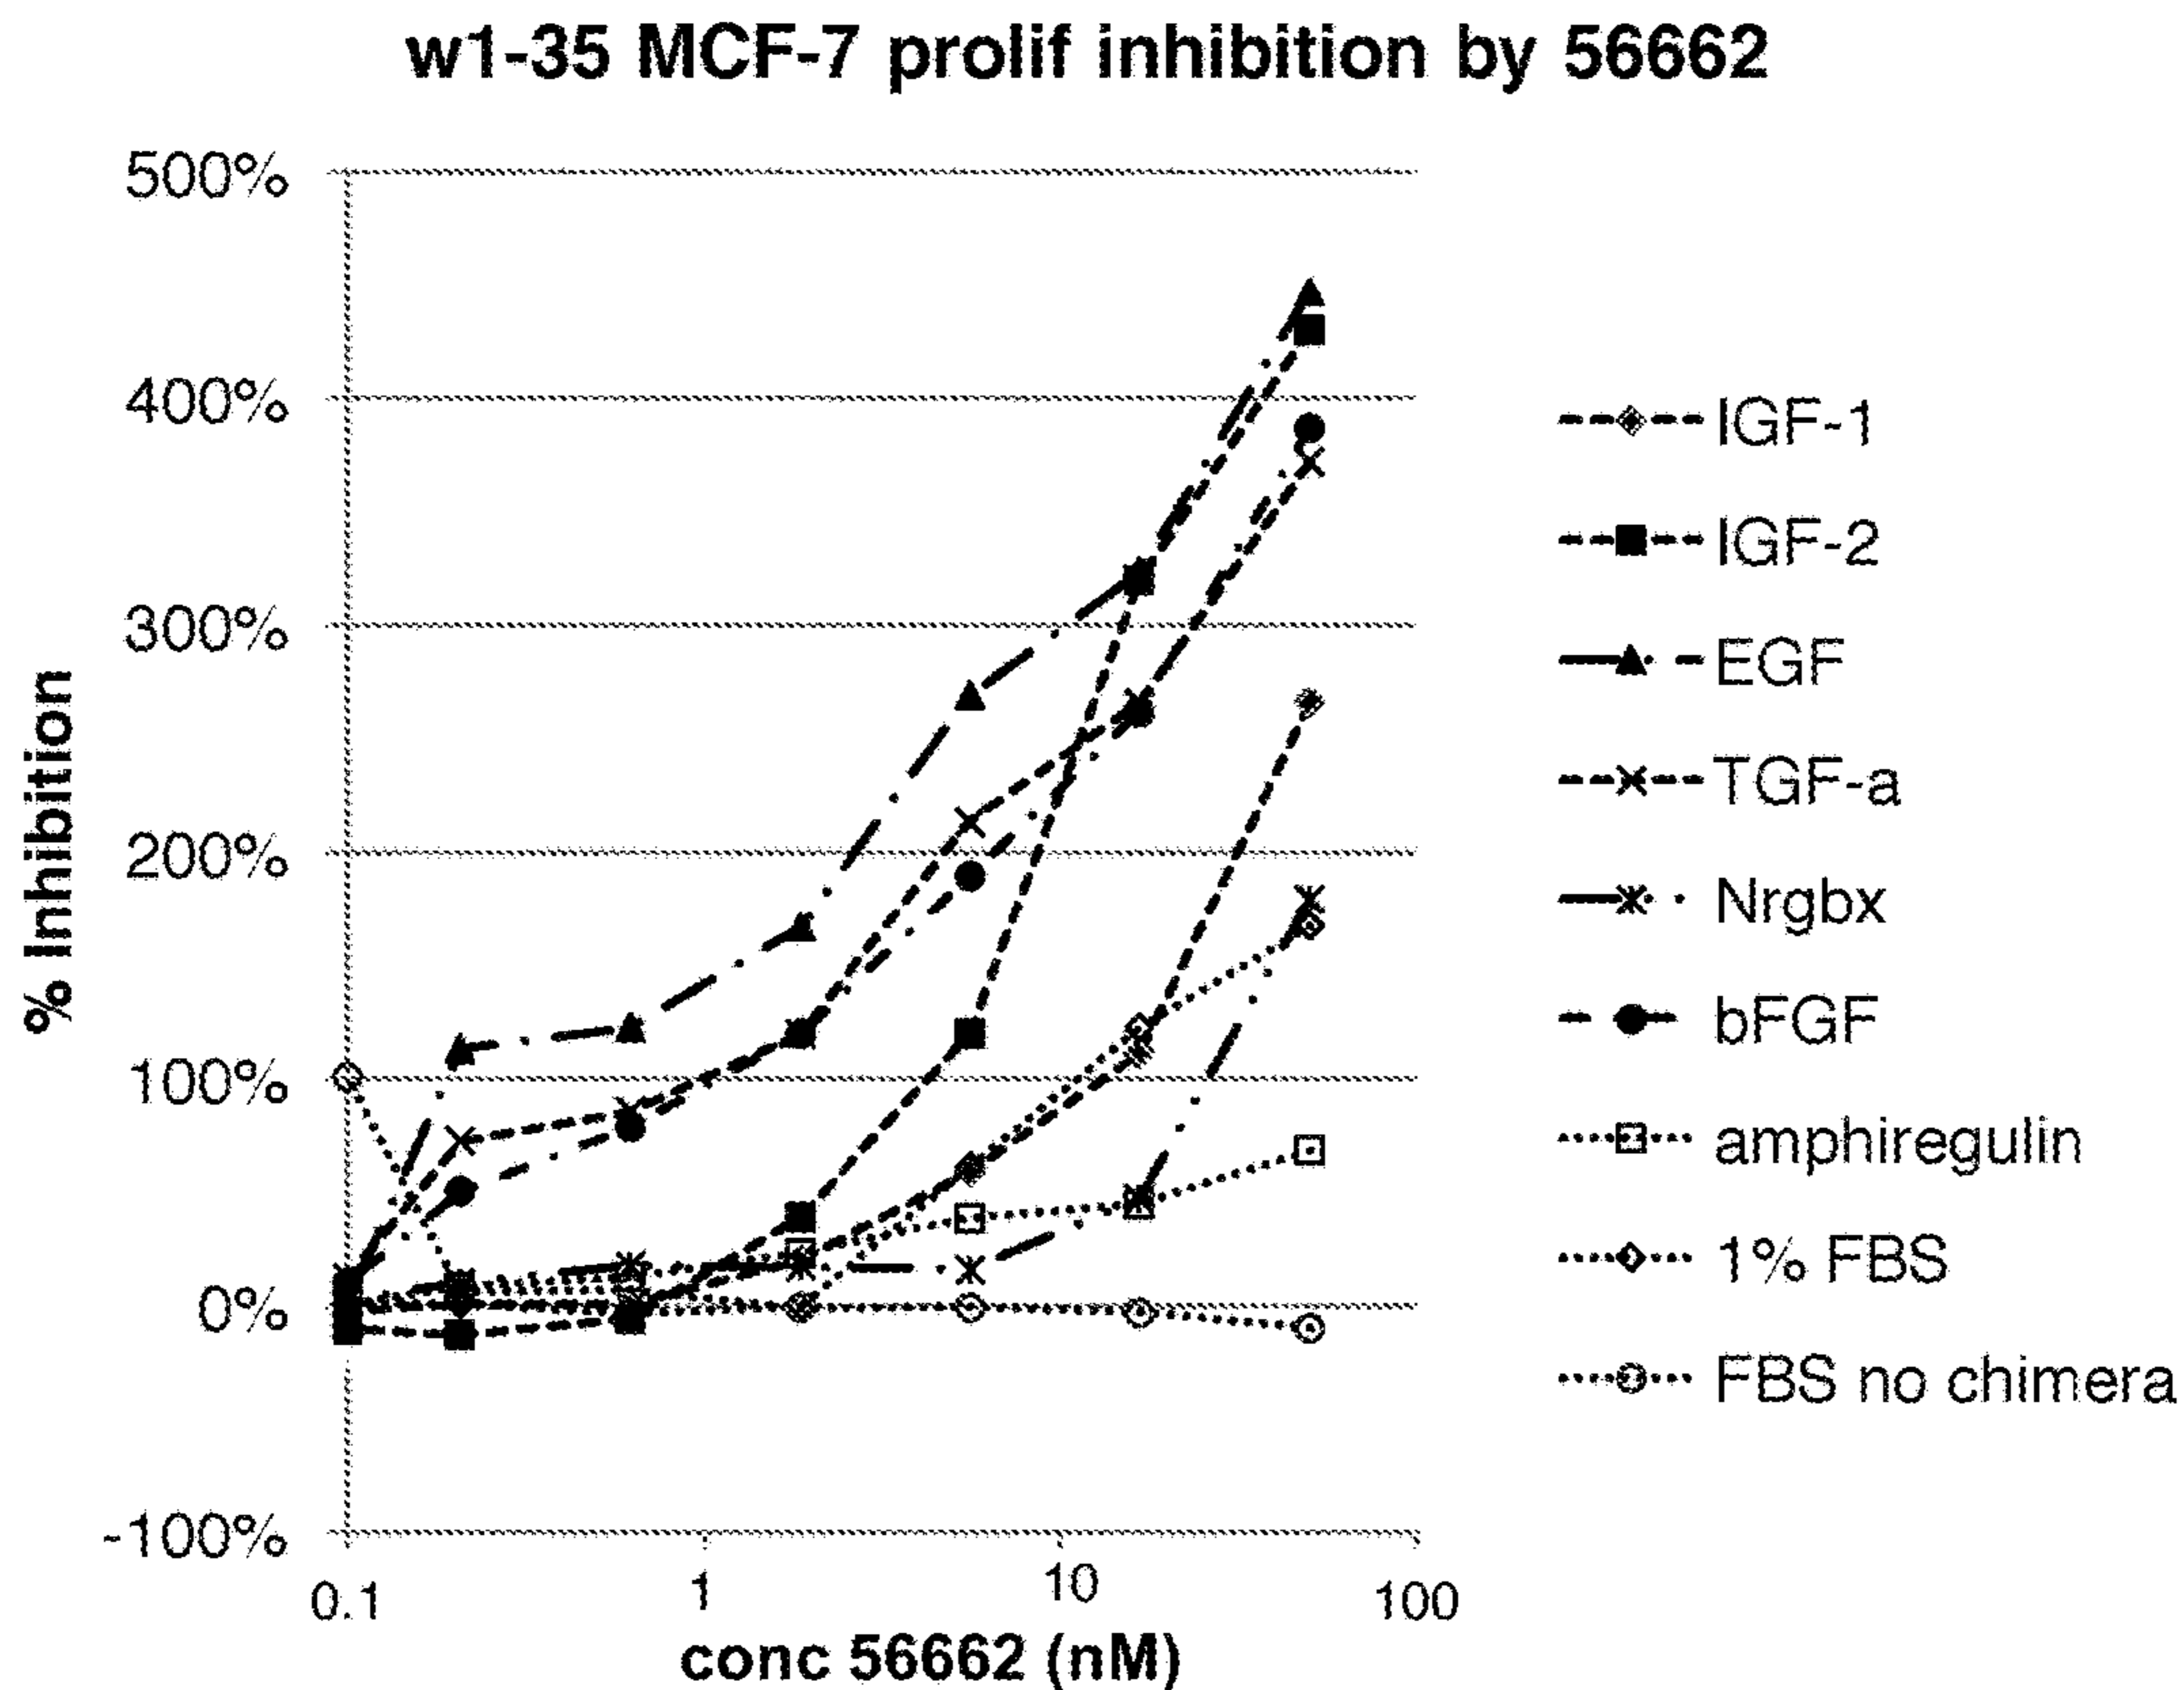 w1-35 MCF-7 prolif inhibition by 56662
500%
400%
300%
200%
100%
0%
-100%
% Inhibition
0.1
1
10
100
conc 56662 (nM)
IGF-1
IGF-2
EGF
TGF-a
Nrgbx
bFGF
amphiregulin
1% FBS
FBS no chimera